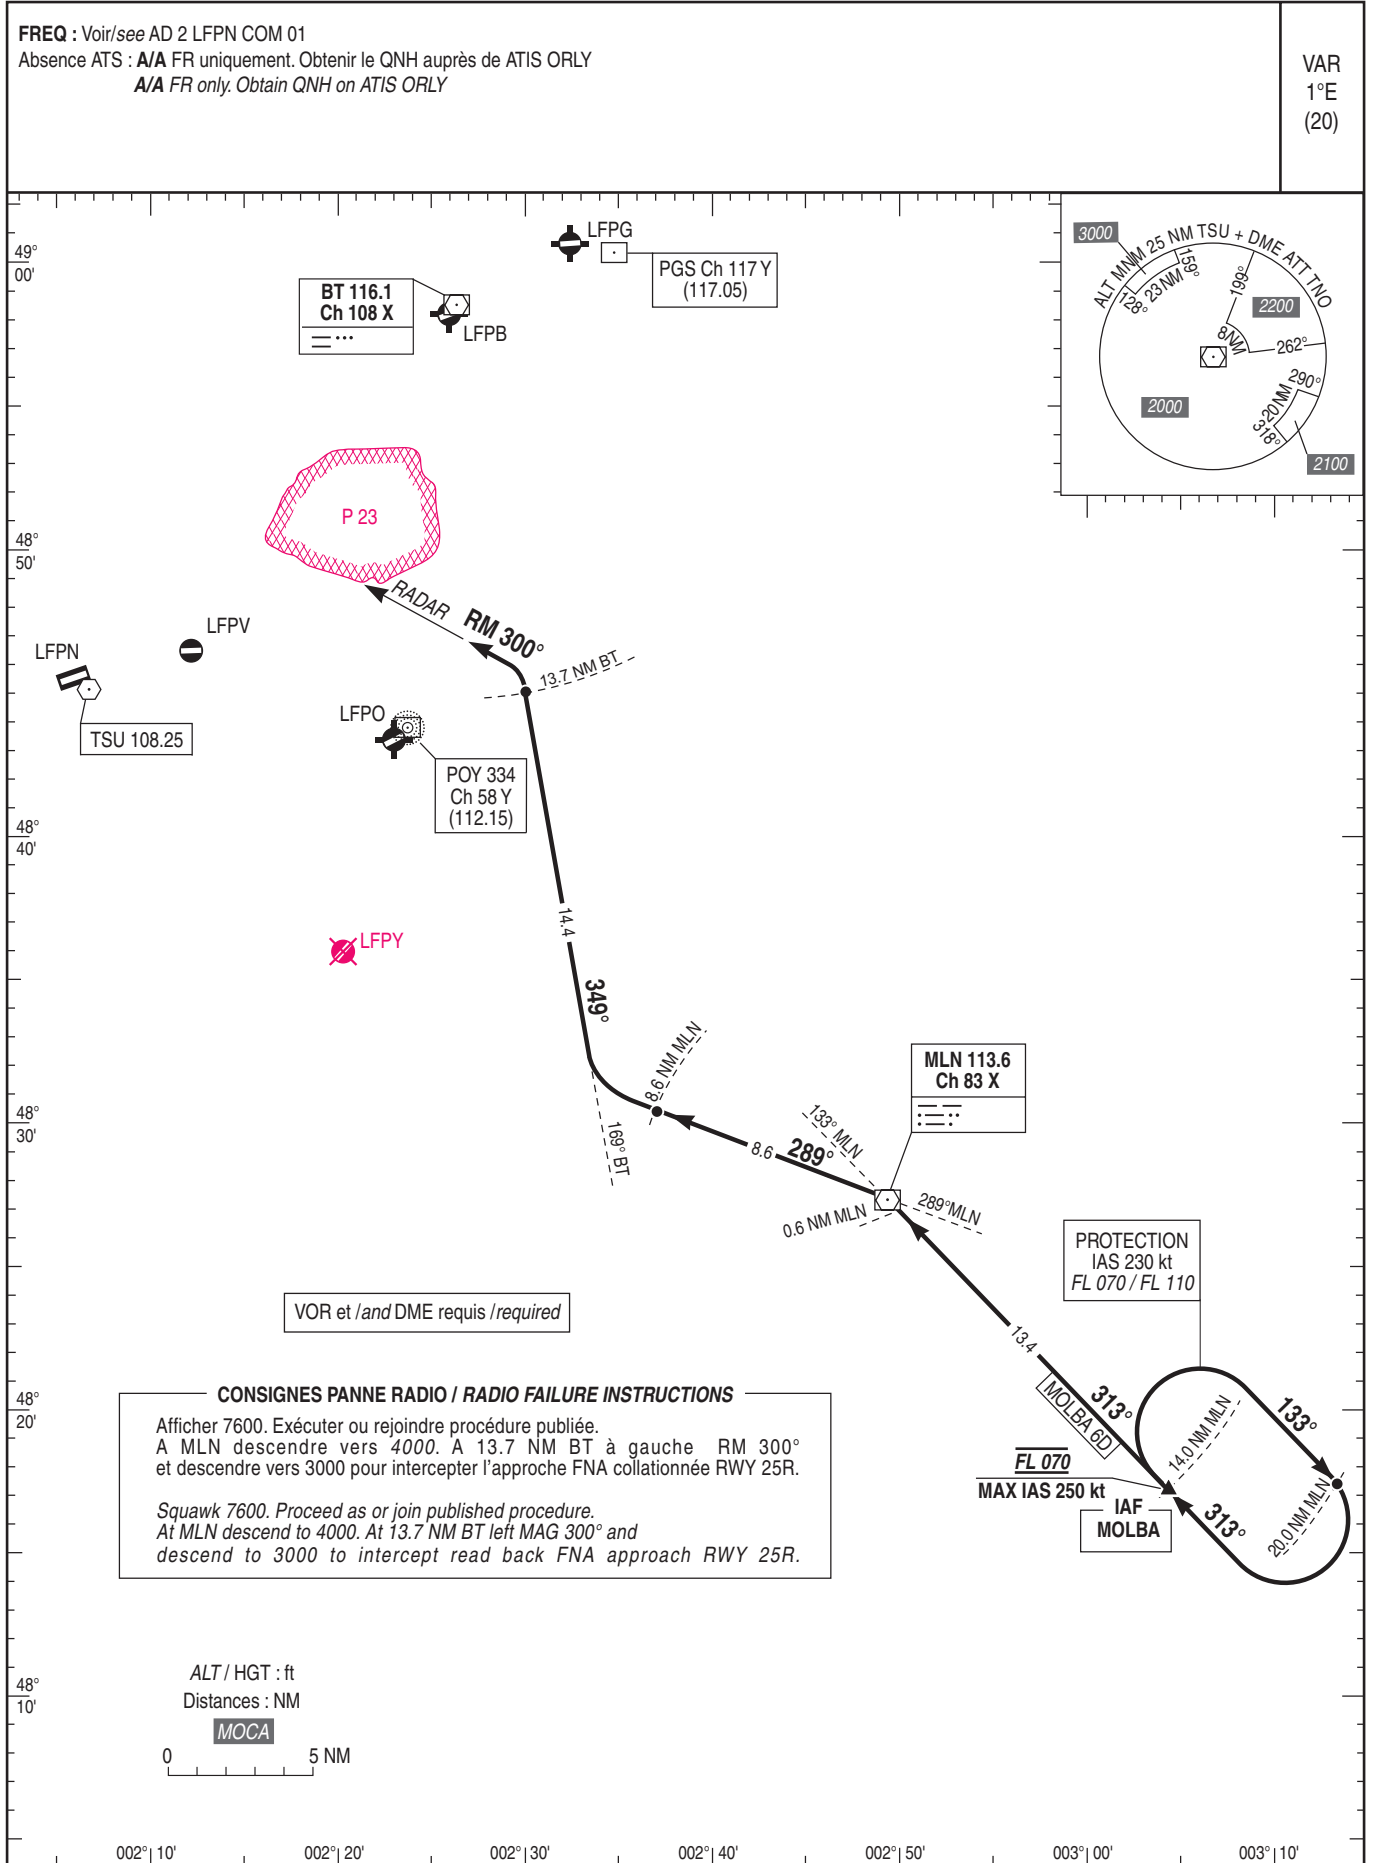 FREQ : Voir/see AD 2 LFPN COM 01
Absence ATS : A/A FR uniquement. Obtenir le QNH auprès de ATIS ORLY
A/A FR only. Obtain QNH on ATIS ORLY
VAR
1°E
(20)
49°
00'
LFPG
PGS Ch 117 Y
(117.05)
BT 116.1
Ch 108 X
LFPB
ALT MNM 25 NM TSU + DME ATT TNO
3000
159°
23 NM
128°
199°
2200
8NM
262°
2000
290°
20 NM
318°
2100
P 23
48°
50'
RADAR
RM 300°
LFPV
LFPN
TSU 108.25
13.7 NM BT
LFPO
POY 334
Ch 58 Y
(112.15)
48°
40'
14.4
LFPY
349°
8.6 NM MLN
MLN 113.6
Ch 83 X
48°
30'
169° BT
133° MLN
8.6
289°
289°MLN
0.6 NM MLN
PROTECTION
IAS 230 kt
FL 070 / FL 110
VOR et /and DME requis /required
13.4
48°
20'
CONSIGNES PANNE RADIO / RADIO FAILURE INSTRUCTIONS
Afficher 7600. Exécuter ou rejoindre procédure publiée.
A MLN descendre vers 4000. A 13.7 NM BT à gauche RM 300°
et descendre vers 3000 pour intercepter l'approche FNA collationnée RWY 25R.
Squawk 7600. Proceed as or join published procedure.
At MLN descend to 4000. At 13.7 NM BT left MAG 300° and
descend to 3000 to intercept read back FNA approach RWY 25R.
313°
MOLBA 6D
133°
14.0 NM MLN
FL 070
MAX IAS 250 kt
IAF
MOLBA
313°
20.0 NM MLN
48°
10'
ALT / HGT : ft
Distances : NM
MOCA
0 5 NM
002° 10' 002° 20' 002° 30' 002° 40' 002° 50' 003° 00' 003° 10'